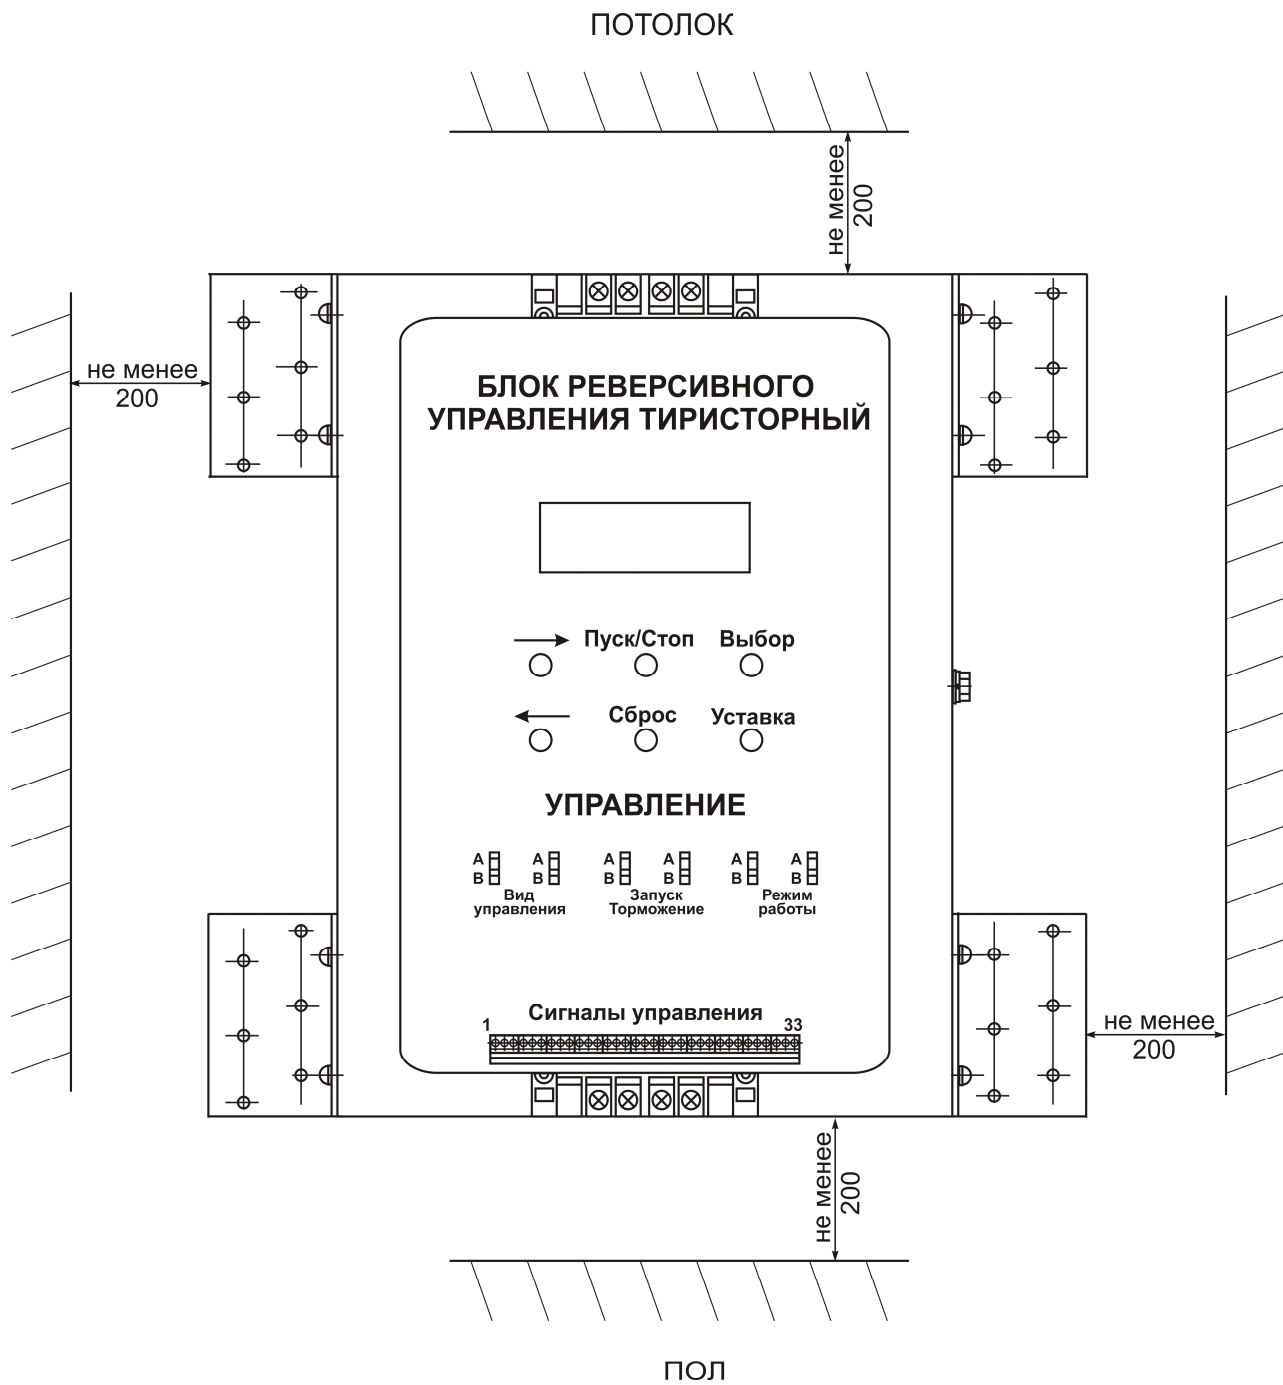 ПОТОЛОК
не менее
200
не менее
200
БЛОК РЕВЕРСИВНОГО
УПРАВЛЕНИЯ ТИРИСТОРНЫЙ
Пуск/Стоп Выбор
Сброс Уставка
УПРАВЛЕНИЕ
A A A A A A
B B B B B B
Вид
управления
Запуск
Торможение
Режим
работы
Сигналы управления
1 33
не менее
200
не менее
200
ПОЛ